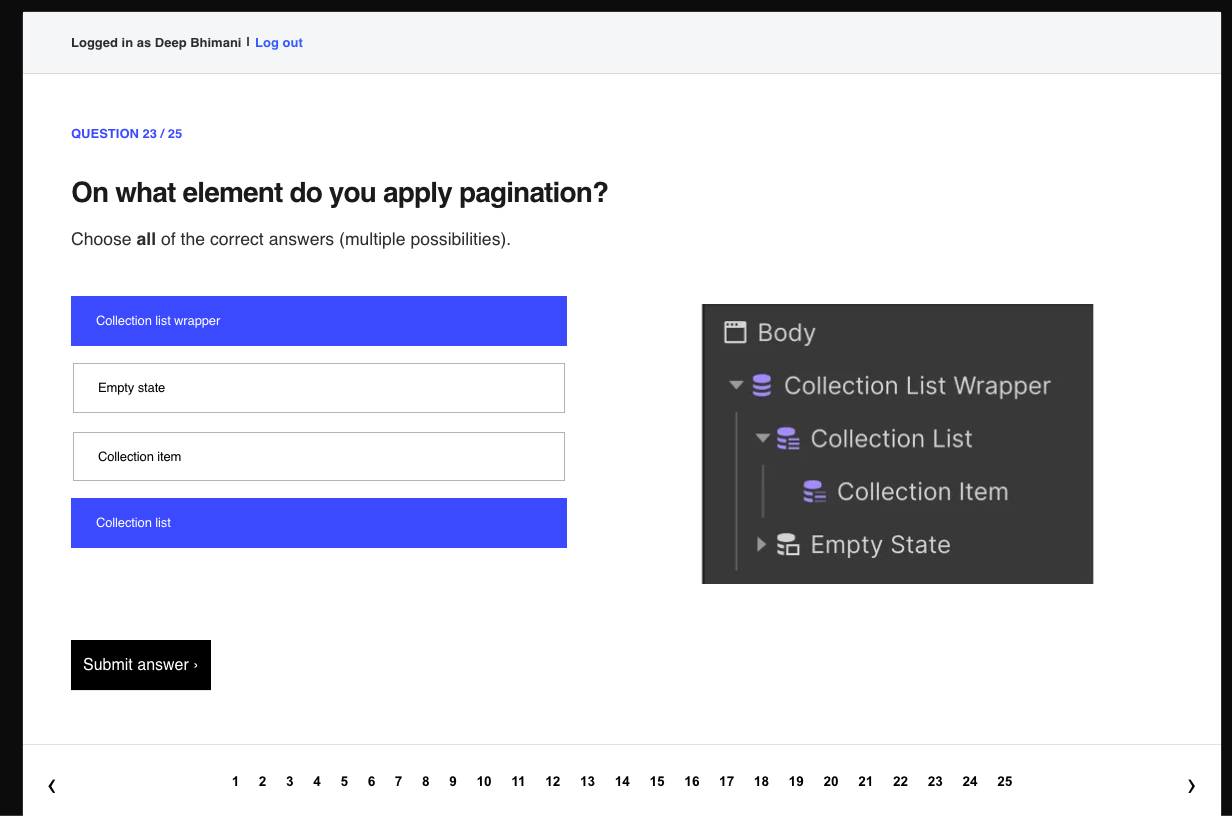 Logged in as Deep Bhimani | Log out
QUESTION 23 / 25
On what element do you apply pagination?
Choose all of the correct answers (multiple possibilities).
Collection list wrapper
Empty state
Collection item
Collection list
Body
Collection List Wrapper
Collection List
Collection Item
Empty State
Submit answer ›
‹ 1 2 3 4 5 6 7 8 9 10 11 12 13 14 15 16 17 18 19 20 21 22 23 24 25 ›